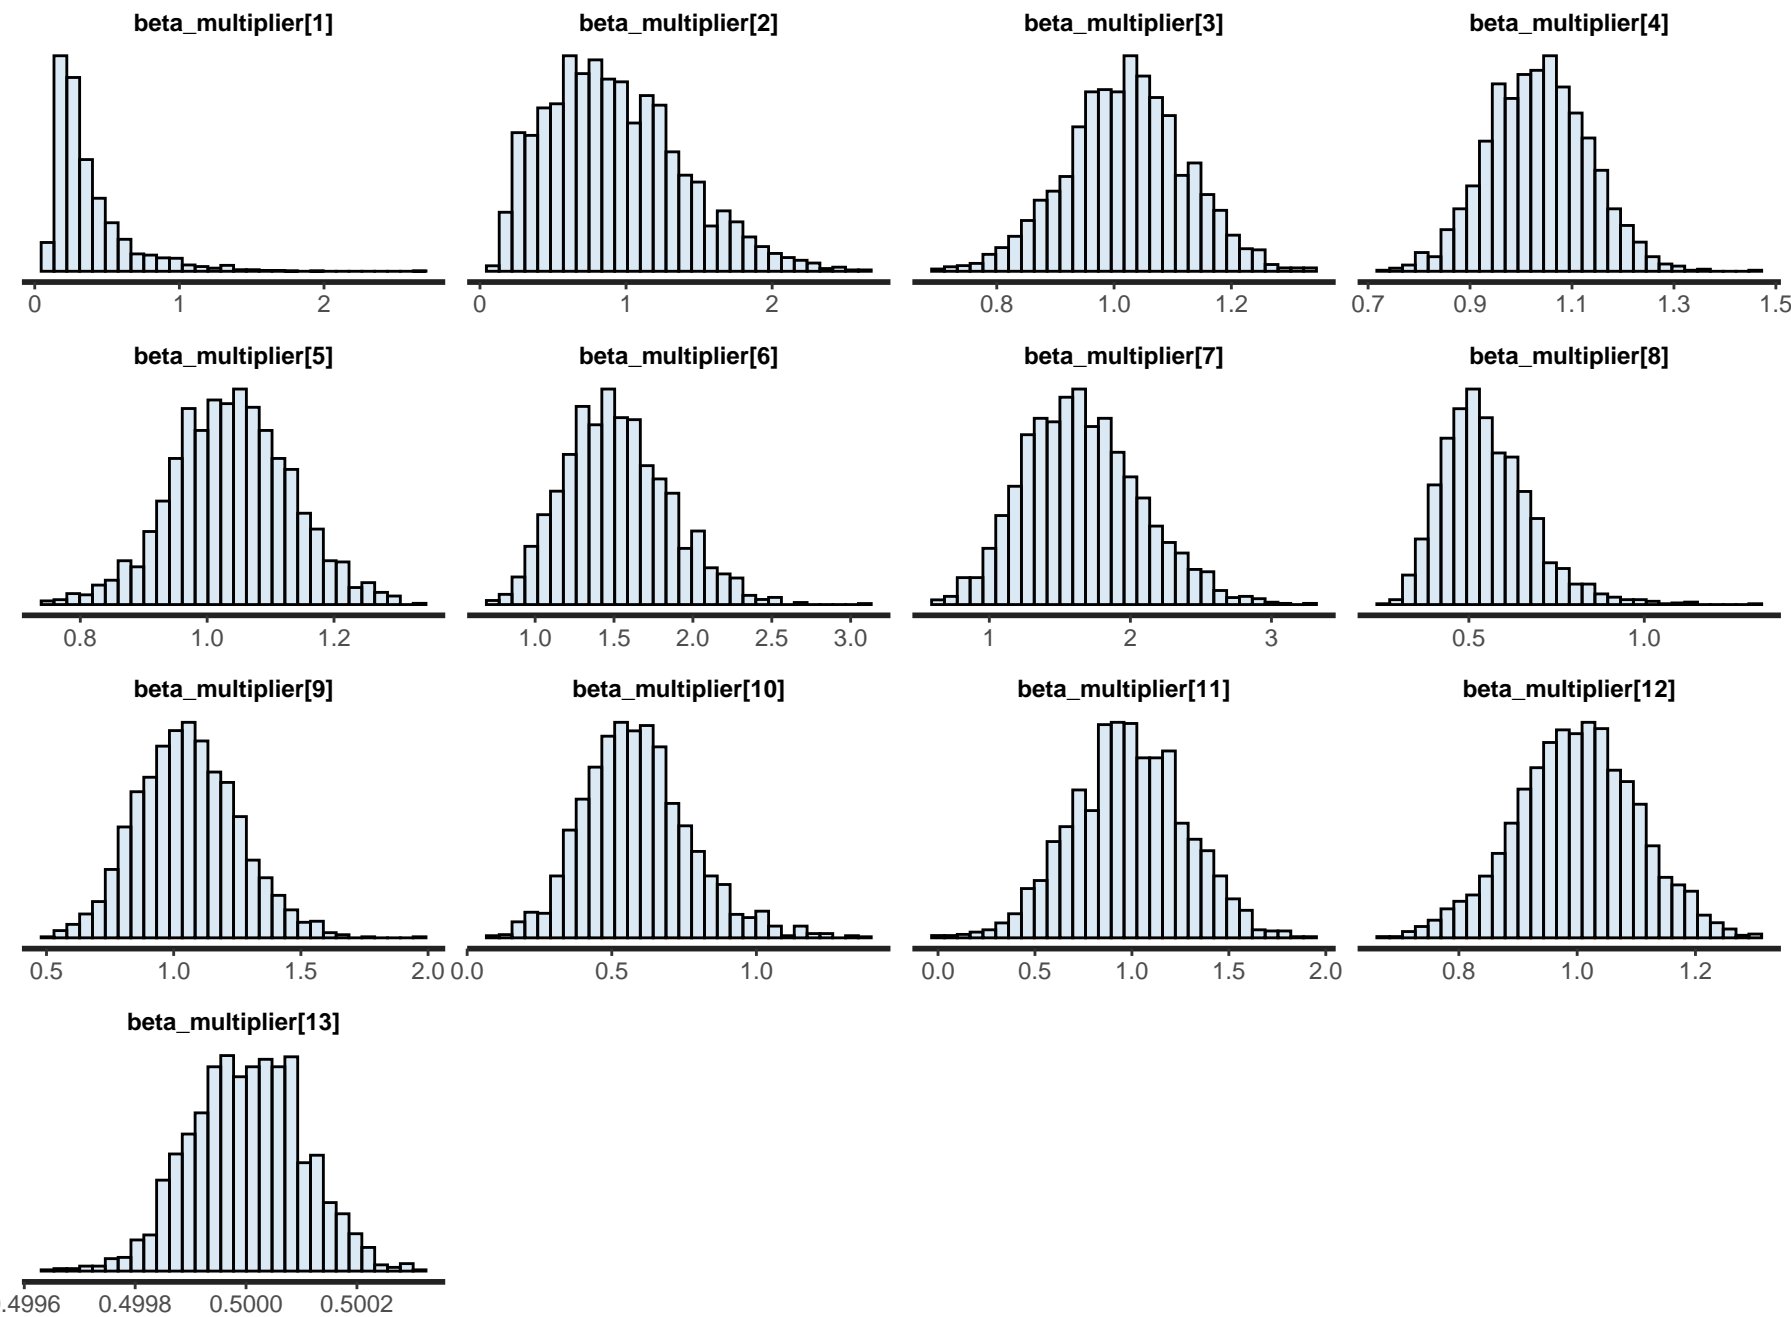 beta_multiplier[1] beta_multiplier[2] beta_multiplier[3] beta_multiplier[4]
0 1 2 0 1 2 0.8 1.0 1.2 0.7 0.9 1.1 1.3 1.5
beta_multiplier[5] beta_multiplier[6] beta_multiplier[7] beta_multiplier[8]
0.8 1.0 1.2 1.0 1.5 2.0 2.5 3.0 1 2 3 0.5 1.0
beta_multiplier[9] beta_multiplier[10] beta_multiplier[11] beta_multiplier[12]
0.5 1.0 1.5 2.0 0.0 0.5 1.0 0.0 0.5 1.0 1.5 2.0 0.8 1.0 1.2
beta_multiplier[13]
.4996 0.4998 0.5000 0.5002